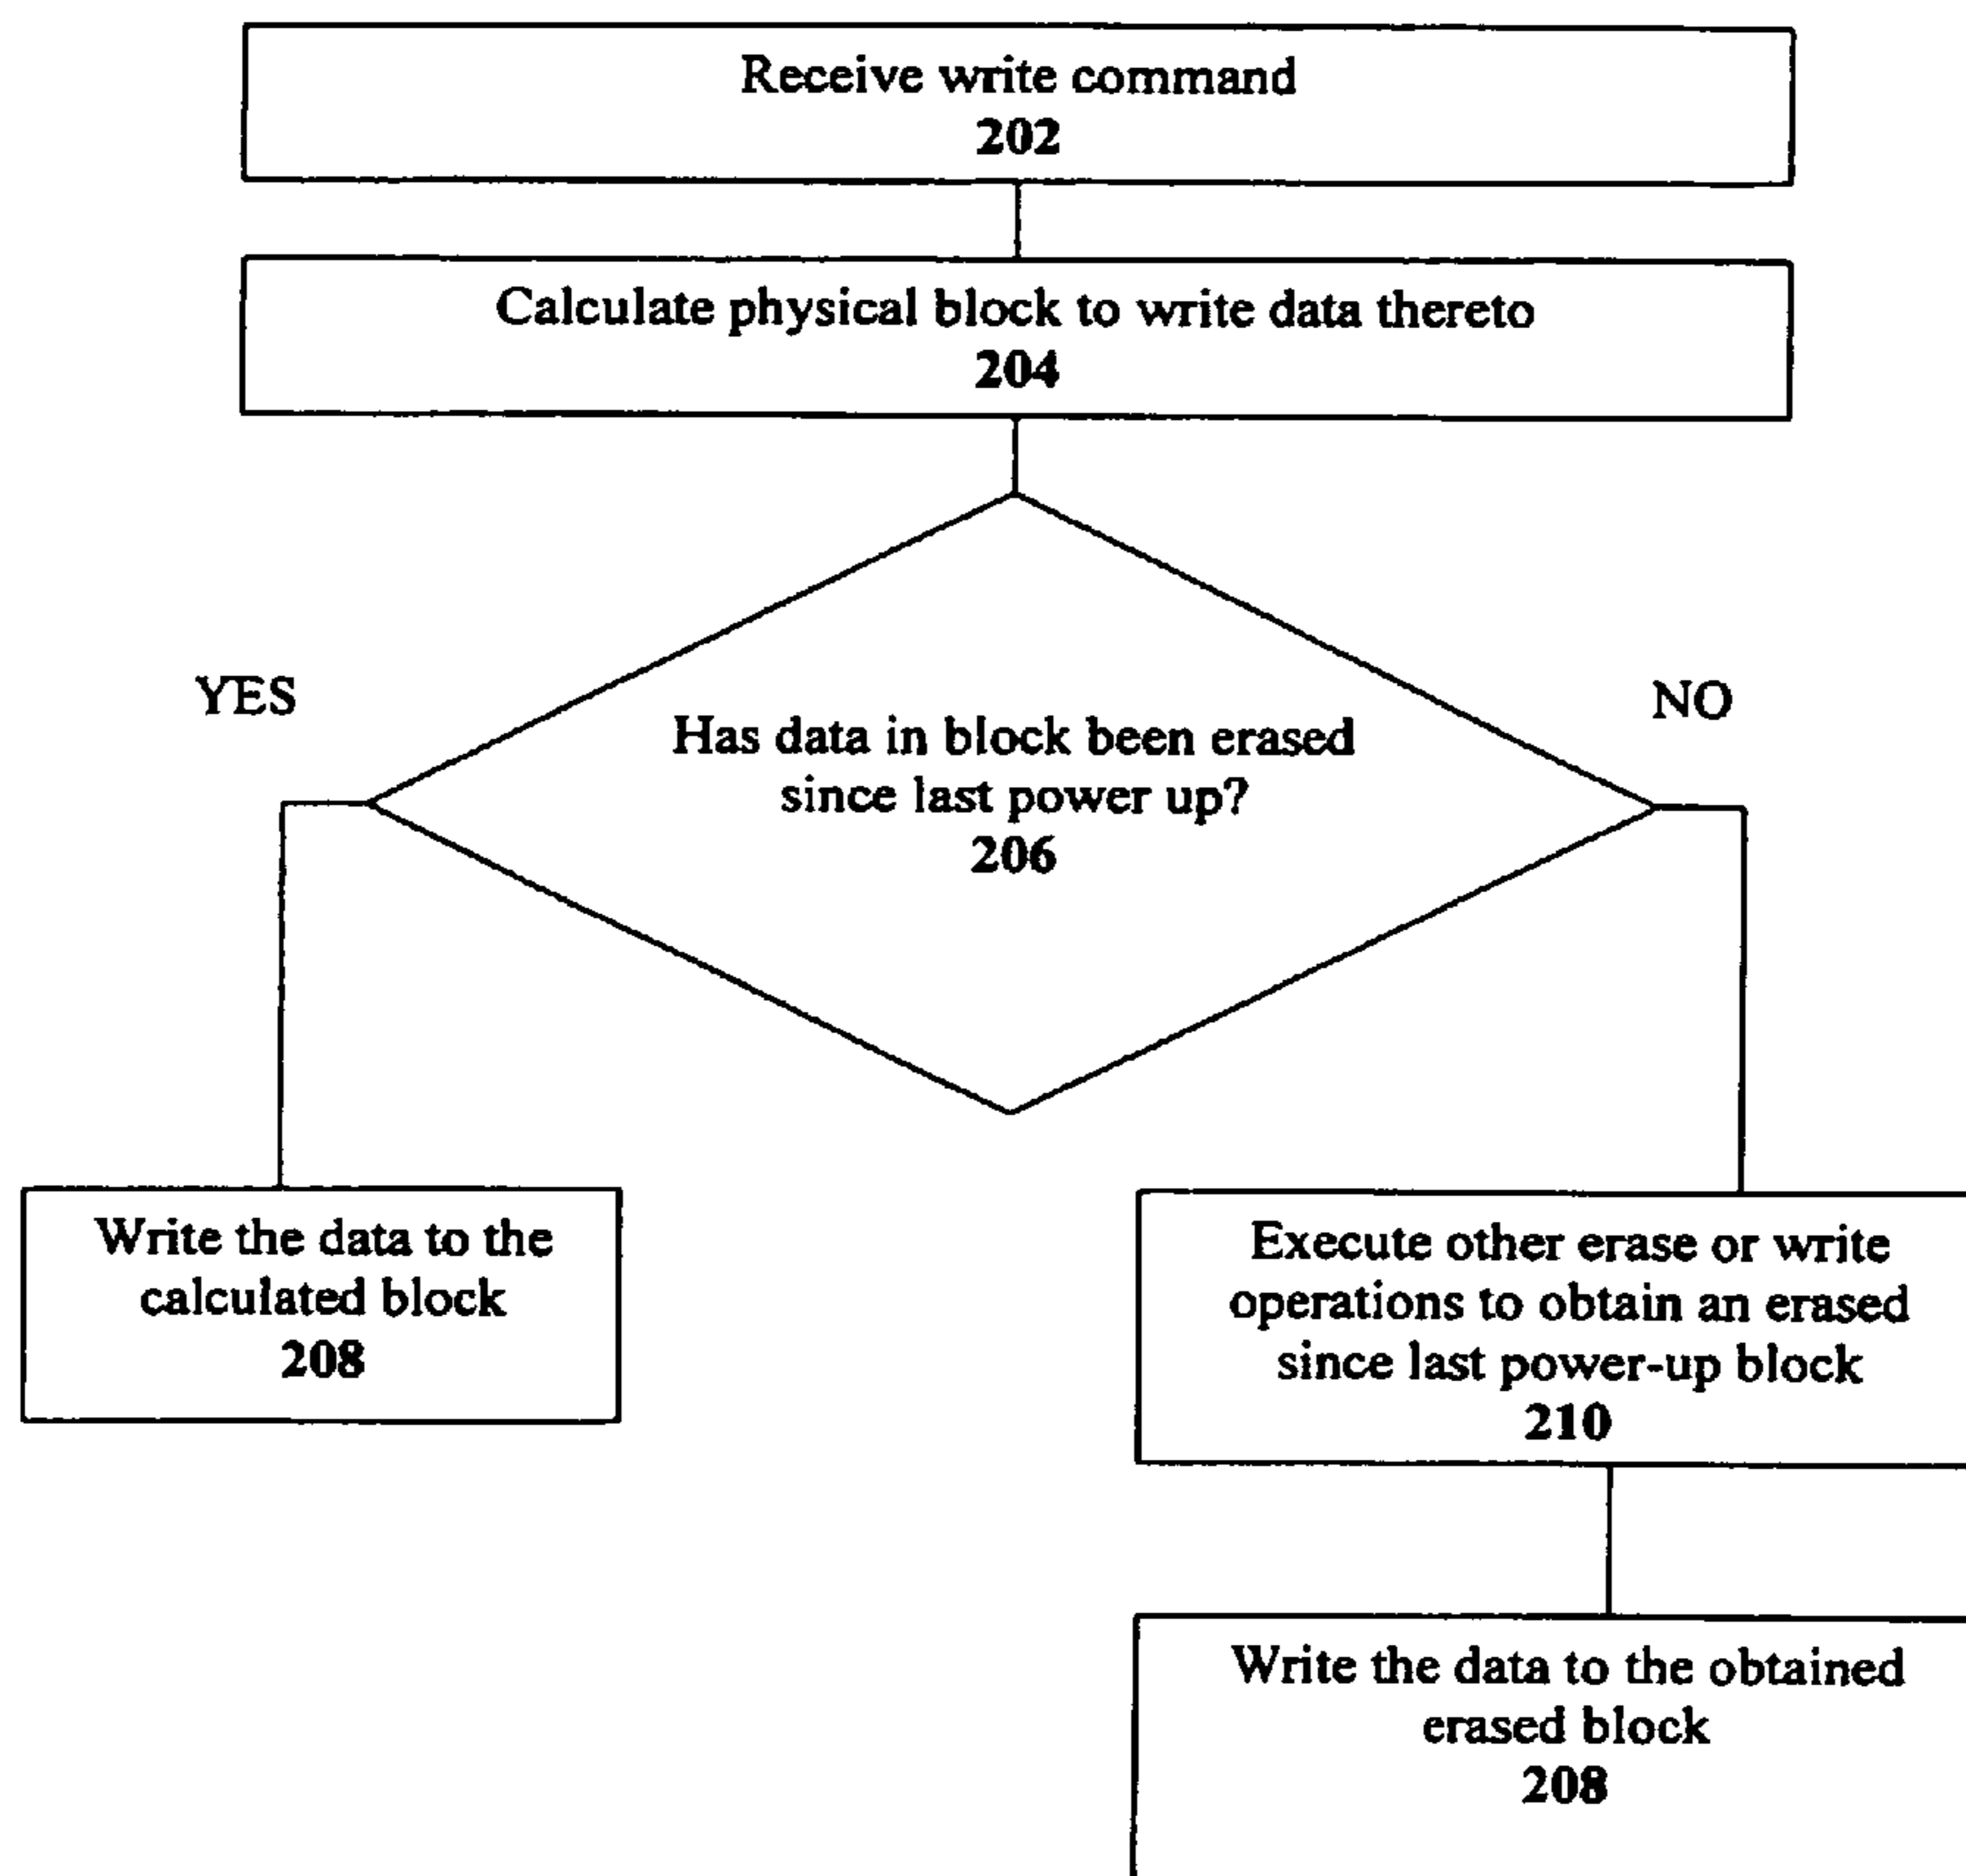 Receive write command
202
Calculate physical block to write data thereto
204
YES
NO
Has data in block been erased
since last power up?
206
Write the data to the
calculated block
208
Execute other erase or write
operations to obtain an erased
since last power-up block
210
Write the data to the obtained
erased block
208